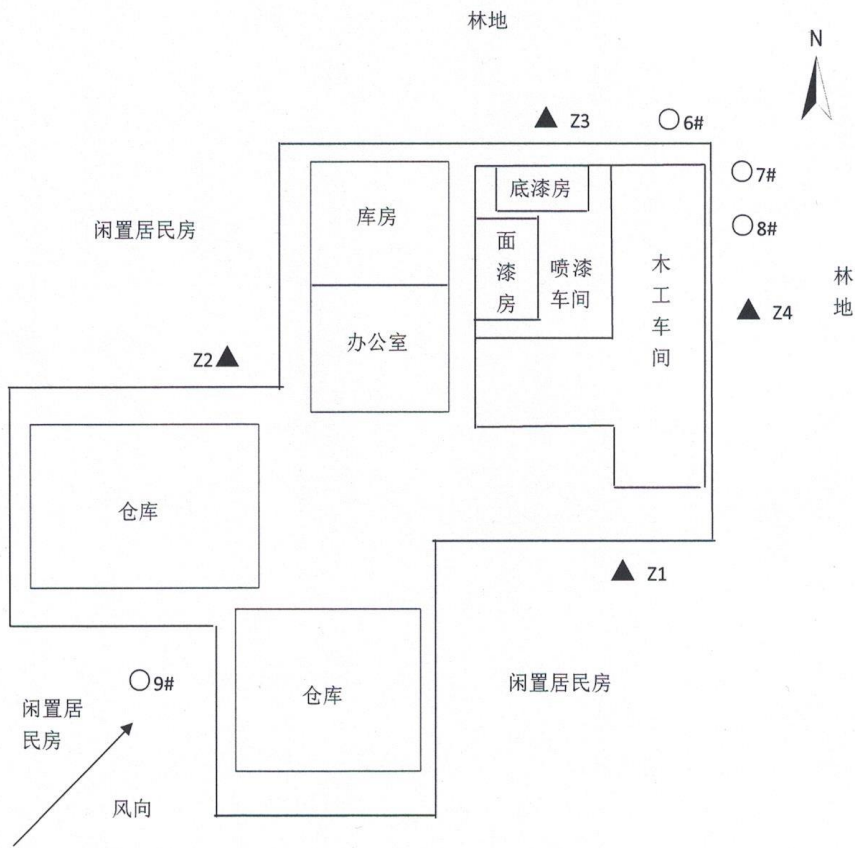 林地
N
Z3
6#
7#
底漆房
库房
8#
闲置居民房
面
漆
房
喷漆
车间
木
工
车
间
林
地
Z4
办公室
Z2
仓库
Z1
9#
仓库
闲置居民房
闲置居
民房
风向